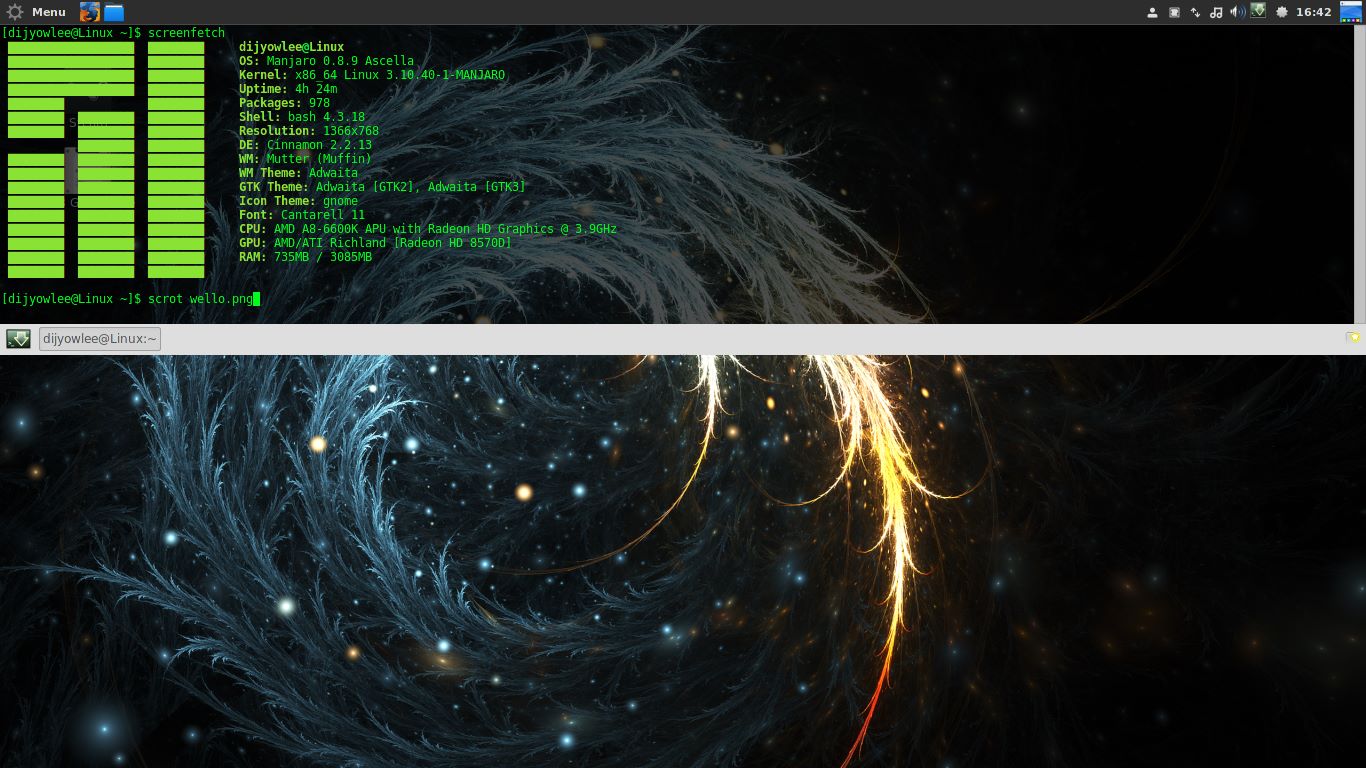 Menu
16:42
[dijyowlee@Linux ~]$ screenfetch
dijyowlee@Linux
OS: Manjaro 0.8.9 Ascella
Kernel: x86_64 Linux 3.10.40-1-MANJARO
Uptime: 4h 24m
Packages: 978
Shell: bash 4.3.18
Resolution: 1366x768
DE: Cinnamon 2.2.13
WM: Mutter (Muffin)
WM Theme: Adwaita
GTK Theme: Adwaita [GTK2], Adwaita [GTK3]
Icon Theme: gnome
Font: Cantarell 11
CPU: AMD A8-6600K APU with Radeon HD Graphics @ 3.9GHz
GPU: AMD/ATI Richland [Radeon HD 8570D]
RAM: 735MB / 3085MB
[dijyowlee@Linux ~]$ scrot wello.png
dijyowlee@Linux:~